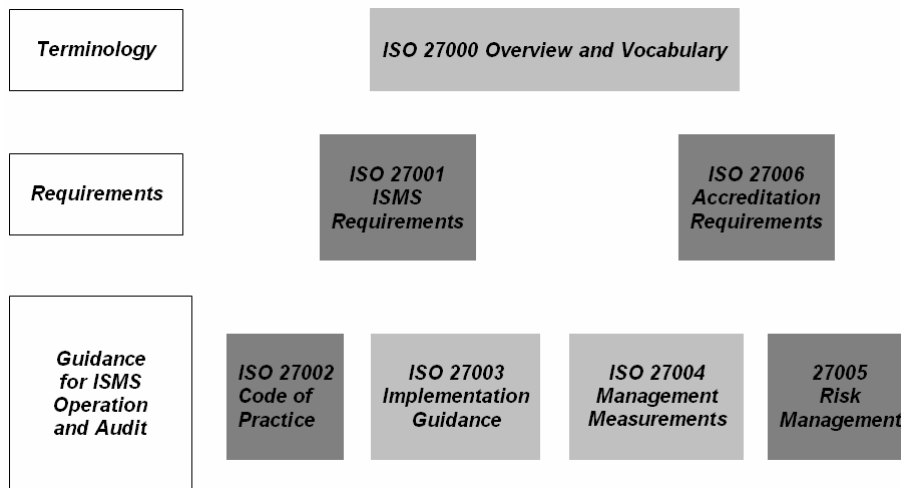 Terminology
ISO 27000 Overview and Vocabulary
Requirements
ISO 27001
ISMS
Requirements
ISO 27006
Accreditation
Requirements
Guidance
for ISMS
Operation
and Audit
ISO 27002
Code of
Practice
ISO 27003
Implementation
Guidance
ISO 27004
Management
Measurements
27005
Risk
Management